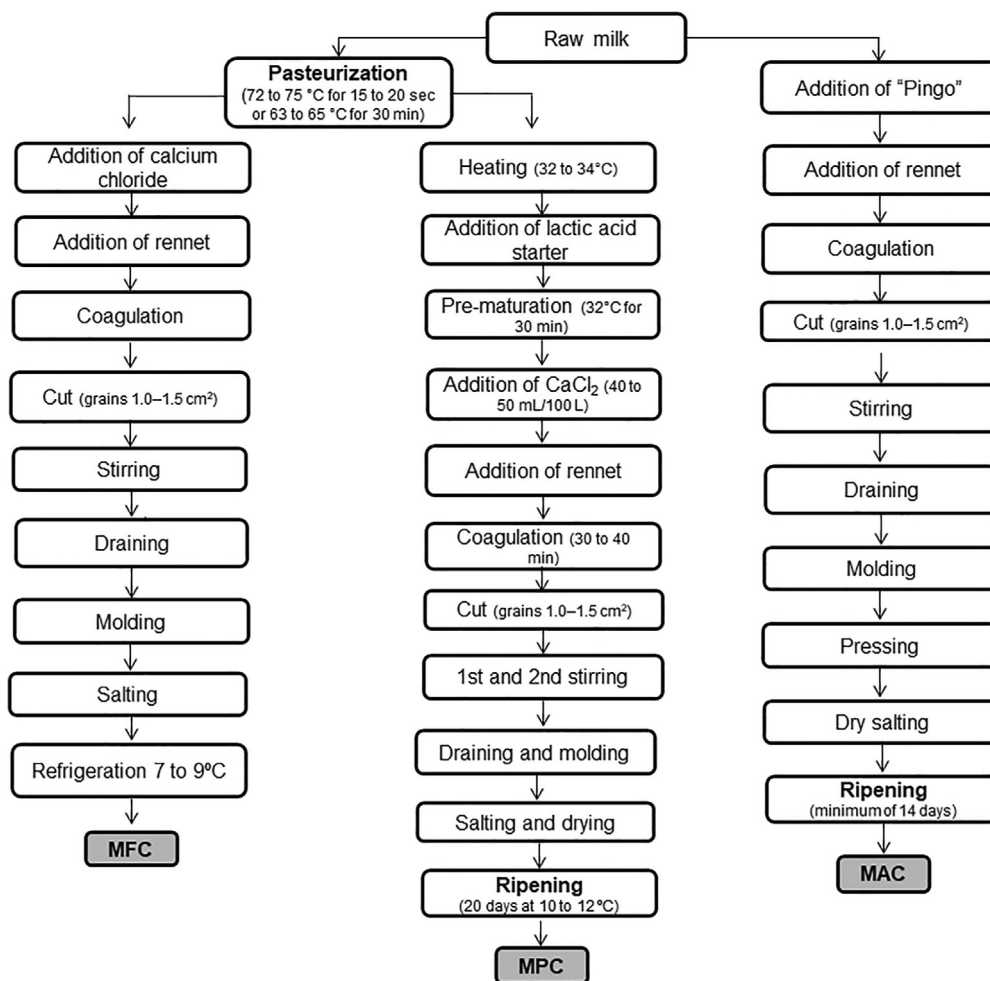 Raw milk
Pasteurization
(72 to 75 °C for 15 to 20 sec
or 63 to 65 °C for 30 min)
Addition of calcium
chloride
Addition of rennet
Coagulation
Cut (grains 1.0–1.5 cm²)
Stirring
Draining
Molding
Salting
Refrigeration 7 to 9ºC
MFC
Heating (32 to 34°C)
Addition of lactic acid
starter
Pre-maturation (32°C for
30 min)
Addition of CaCl₂ (40 to
50 mL/100 L)
Addition of rennet
Coagulation (30 to 40
min)
Cut (grains 1.0–1.5 cm²)
1st and 2nd stirring
Draining and molding
Salting and drying
Ripening
(20 days at 10 to 12 ºC)
MPC
Addition of “Pingo”
Addition of rennet
Coagulation
Cut (grains 1.0–1.5 cm²)
Stirring
Draining
Molding
Pressing
Dry salting
Ripening
(minimum of 14 days)
MAC